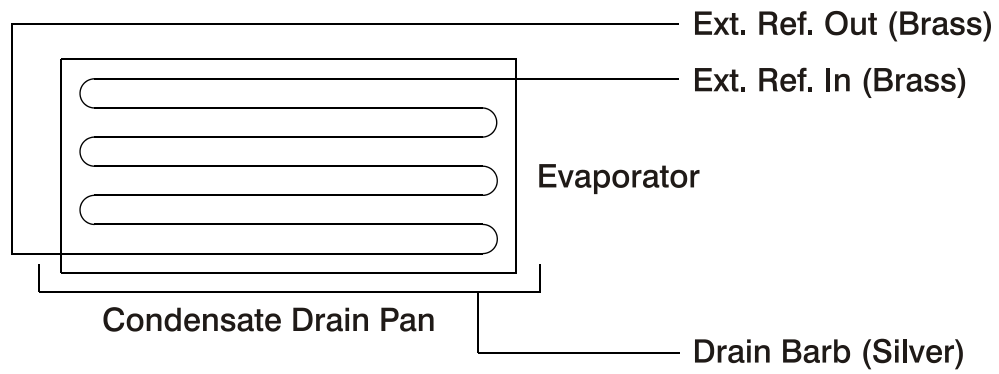 Ext. Ref. Out (Brass)
Ext. Ref. In (Brass)
Evaporator
Condensate Drain Pan
Drain Barb (Silver)